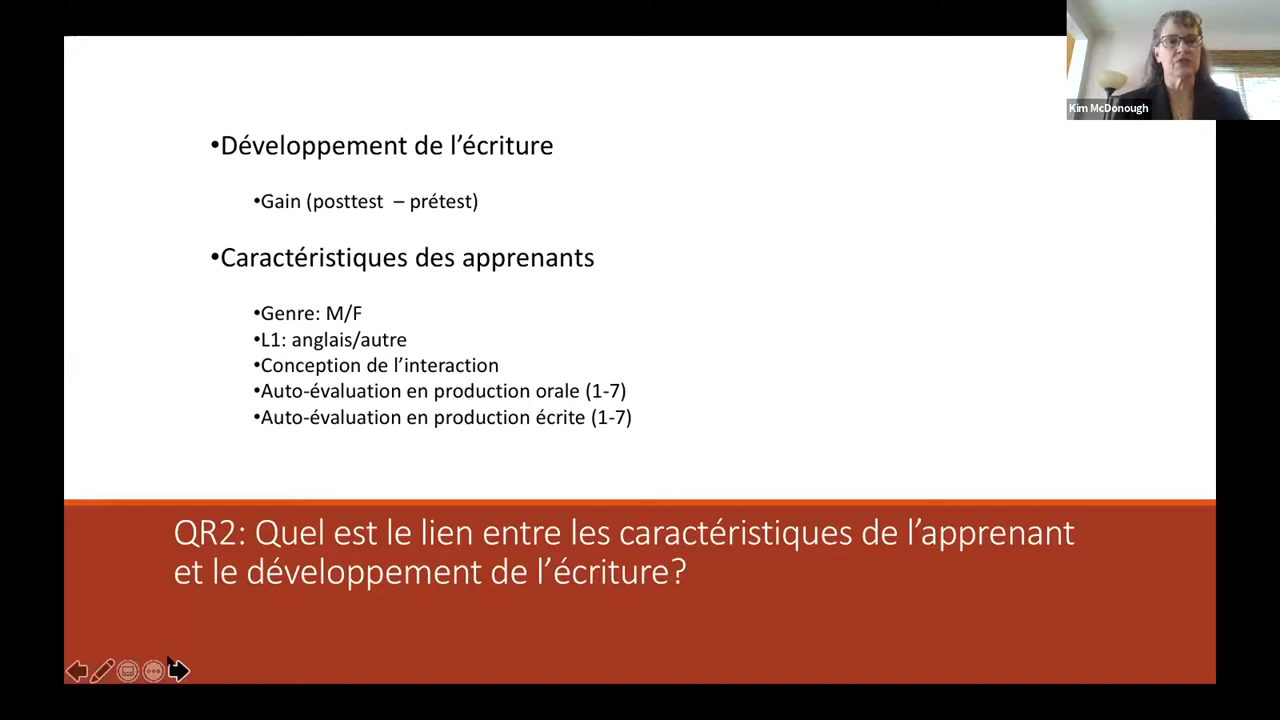 Kim McDonough
•Développement de l’écriture
•Gain (posttest – prétest)
•Caractéristiques des apprenants
•Genre: M/F
•L1: anglais/autre
•Conception de l’interaction
•Auto-évaluation en production orale (1-7)
•Auto-évaluation en production écrite (1-7)
QR2: Quel est le lien entre les caractéristiques de l’apprenant
et le développement de l’écriture?